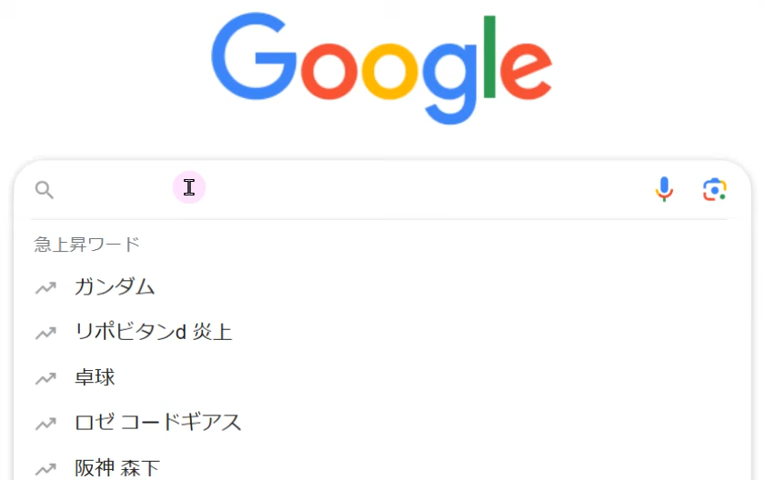 Google
急上昇ワード
ガンダム
リポビタンd 炎上
卓球
ロゼ コードギアス
阪神 森下